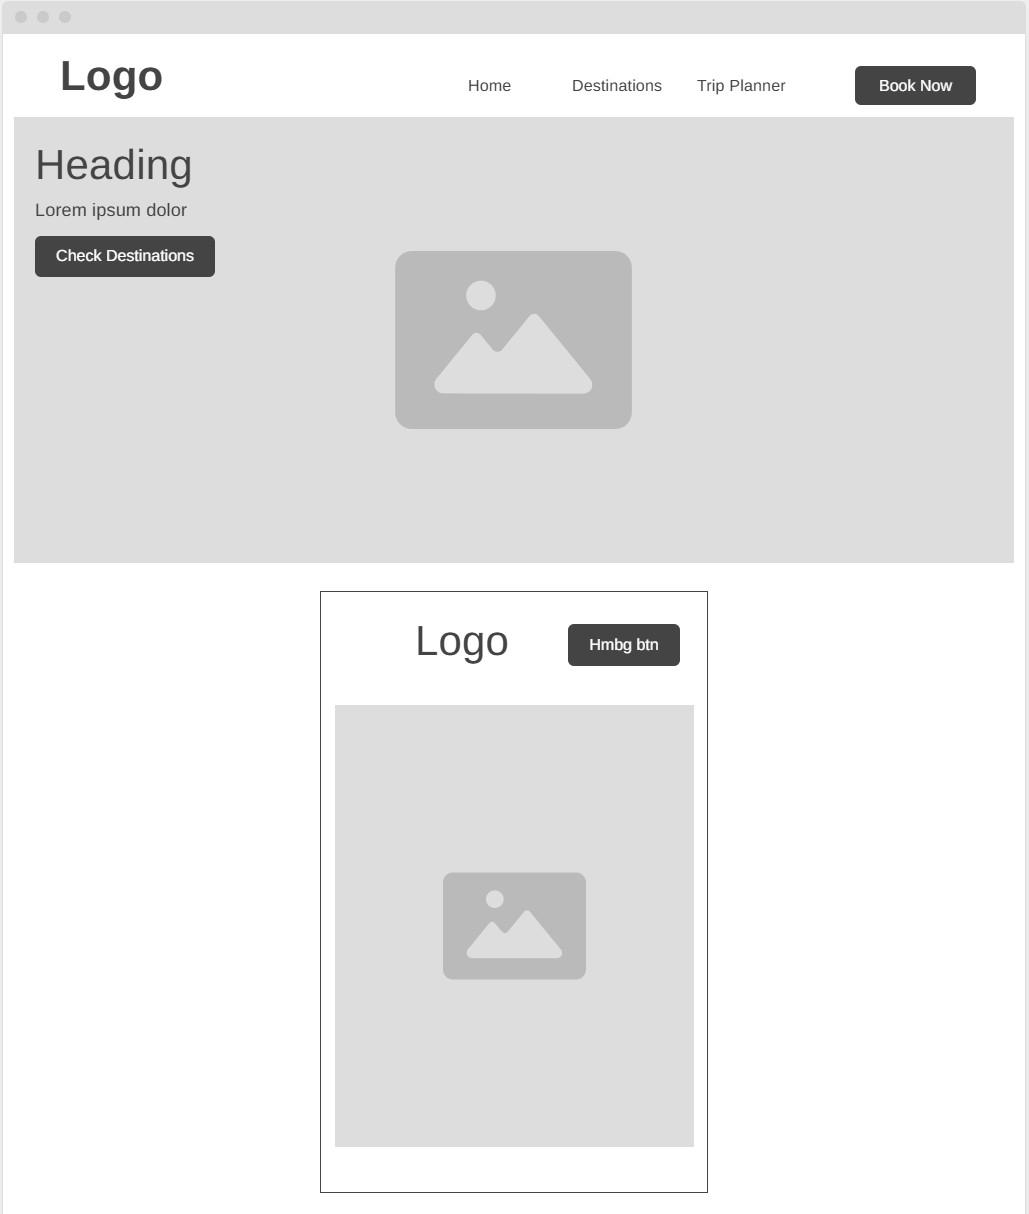 Logo
Home Destinations Trip Planner Book Now
Heading
Lorem ipsum dolor
Check Destinations
Logo Hmbg btn